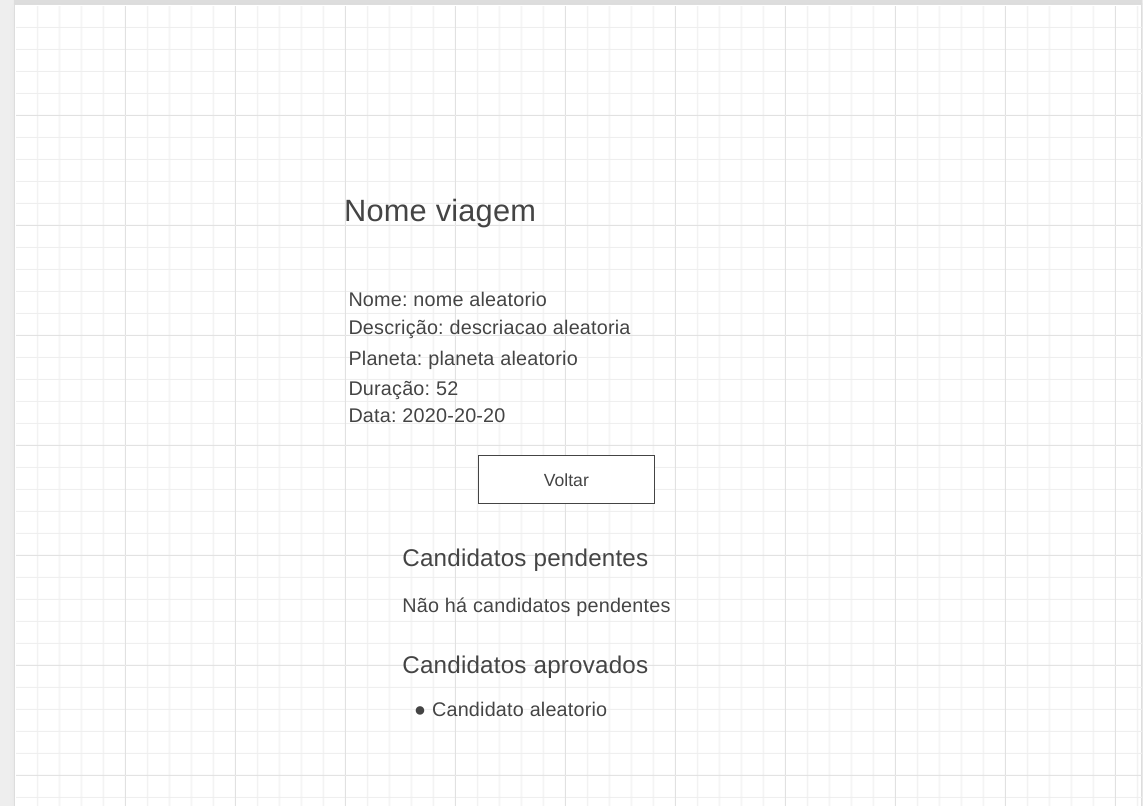 Nome viagem
Nome: nome aleatorio
Descrição: descriacao aleatoria
Planeta: planeta aleatorio
Duração: 52
Data: 2020-20-20
Voltar
Candidatos pendentes
Não há candidatos pendentes
Candidatos aprovados
● Candidato aleatorio